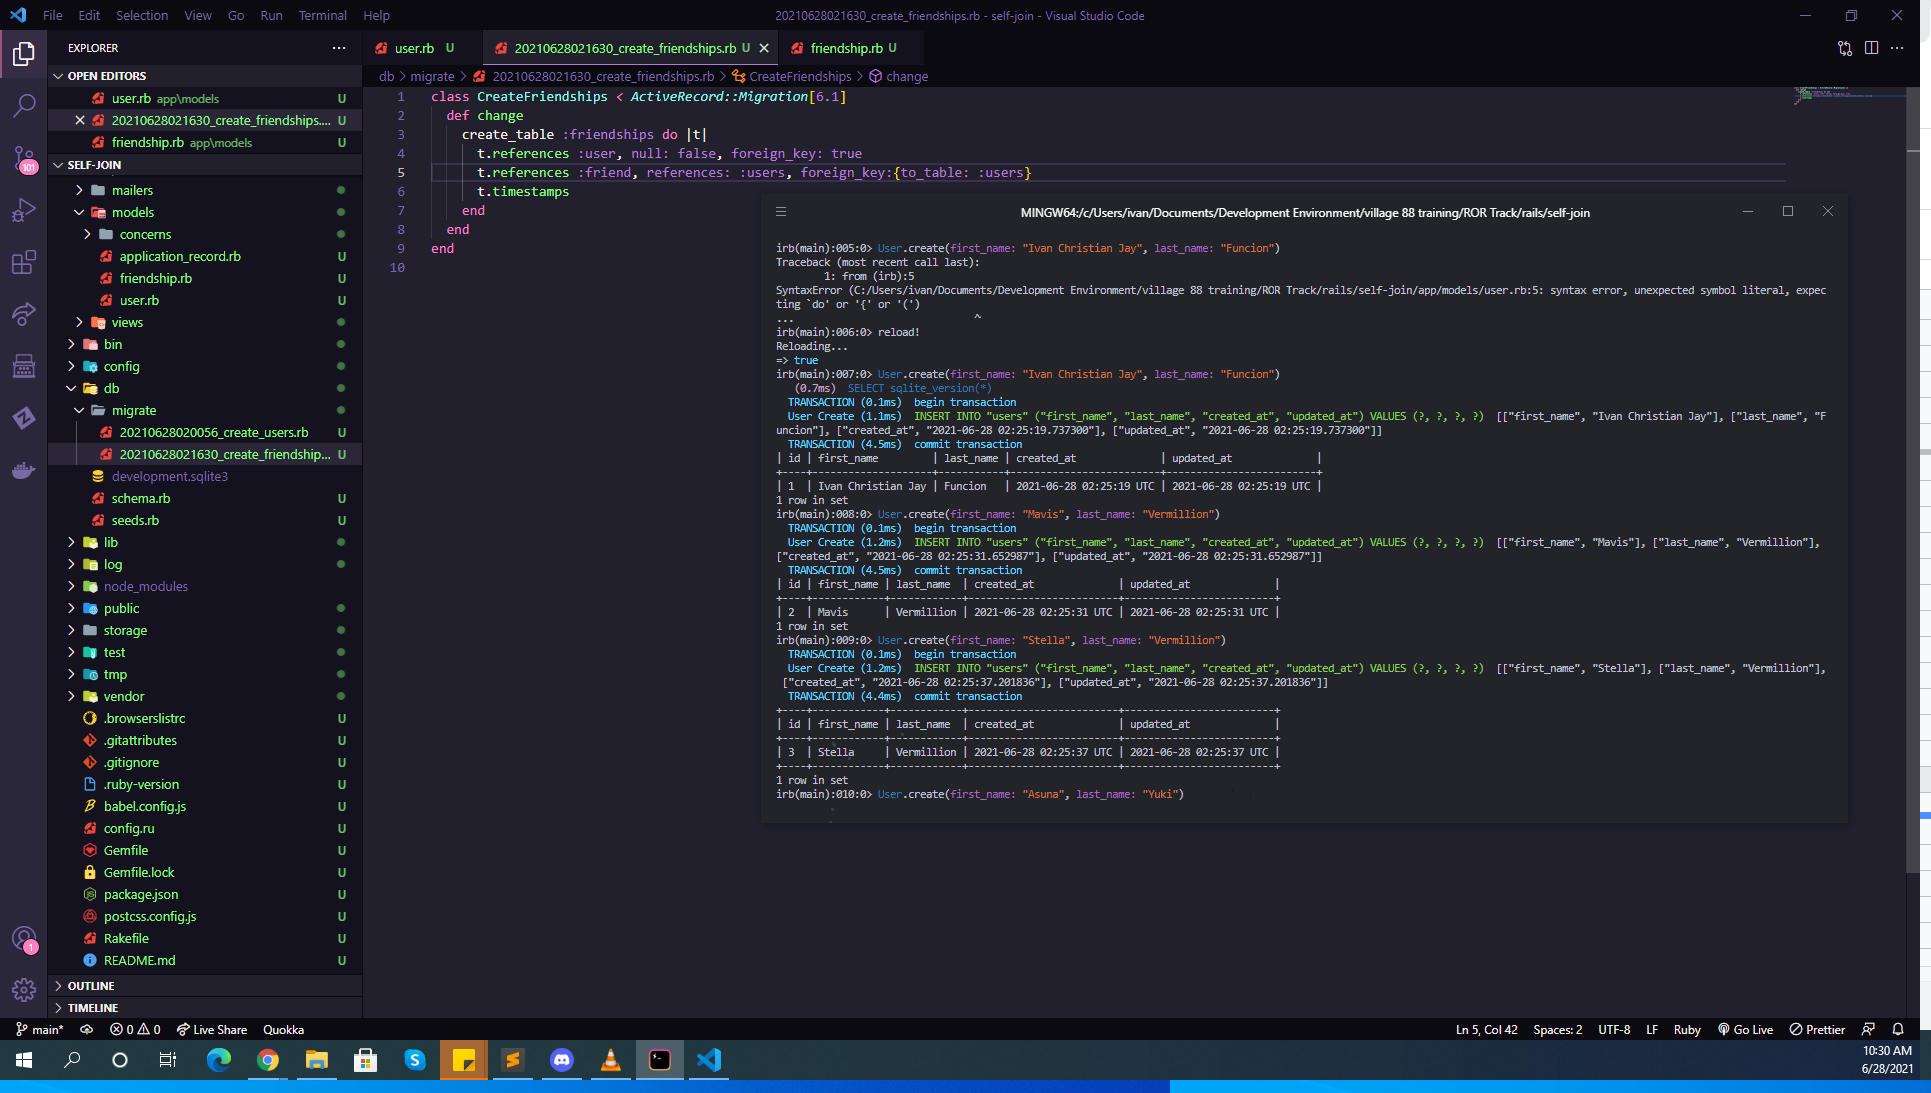 File Edit Selection View Go Run Terminal Help
20210628021630_create_friendships.rb - self-join - Visual Studio Code
EXPLORER
OPEN EDITORS
user.rb app\models U
20210628021630_create_friendships.... U
friendship.rb app\models U
SELF-JOIN
mailers
models
concerns
application_record.rb
friendship.rb
user.rb
views
bin
config
db
migrate
20210628020056_create_users.rb U
20210628021630_create_friendship... U
development.sqlite3
schema.rb U
seeds.rb U
lib
log
node_modules
public
storage
test
tmp
vendor
.browserslistrc U
.gitattributes U
.gitignore U
.ruby-version U
babel.config.js U
config.ru U
Gemfile U
Gemfile.lock U
package.json U
postcss.config.js U
Rakefile U
README.md U
OUTLINE
TIMELINE
101
1
user.rb U
20210628021630_create_friendships.rb U
friendship.rb U
db > migrate > 20210628021630_create_friendships.rb > CreateFriendships > change
1 class CreateFriendships < ActiveRecord::Migration[6.1]
2 def change
3 create_table :friendships do |t|
4 t.references :user, null: false, foreign_key: true
5 t.references :friend, references: :users, foreign_key:{to_table: :users}
6 t.timestamps
7 end
8 end
9 end
10
MINGW64:/c/Users/ivan/Documents/Development Environment/village 88 training/ROR Track/rails/self-join
irb(main):005:0> User.create(first_name: "Ivan Christian Jay", last_name: "Funcion")
Traceback (most recent call last):
1: from (irb):5
SyntaxError (C:/Users/ivan/Documents/Development Environment/village 88 training/ROR Track/rails/self-join/app/models/user.rb:5: syntax error, unexpected symbol literal, expec
ting `do' or '{' or '(')
... ^
irb(main):006:0> reload!
Reloading...
=> true
irb(main):007:0> User.create(first_name: "Ivan Christian Jay", last_name: "Funcion")
(0.7ms) SELECT sqlite_version(*)
TRANSACTION (0.1ms) begin transaction
User Create (1.1ms) INSERT INTO "users" ("first_name", "last_name", "created_at", "updated_at") VALUES (?, ?, ?, ?) [["first_name", "Ivan Christian Jay"], ["last_name", "F
uncion"], ["created_at", "2021-06-28 02:25:19.737300"], ["updated_at", "2021-06-28 02:25:19.737300"]]
TRANSACTION (4.5ms) commit transaction
| id | first_name | last_name | created_at | updated_at |
+----+--------------------+-----------+-------------------------+-------------------------+
| 1 | Ivan Christian Jay | Funcion | 2021-06-28 02:25:19 UTC | 2021-06-28 02:25:19 UTC |
1 row in set
irb(main):008:0> User.create(first_name: "Mavis", last_name: "Vermillion")
TRANSACTION (0.1ms) begin transaction
User Create (1.2ms) INSERT INTO "users" ("first_name", "last_name", "created_at", "updated_at") VALUES (?, ?, ?, ?) [["first_name", "Mavis"], ["last_name", "Vermillion"],
["created_at", "2021-06-28 02:25:31.652987"], ["updated_at", "2021-06-28 02:25:31.652987"]]
TRANSACTION (4.5ms) commit transaction
| id | first_name | last_name | created_at | updated_at |
+----+------------+------------+-------------------------+-------------------------+
| 2 | Mavis | Vermillion | 2021-06-28 02:25:31 UTC | 2021-06-28 02:25:31 UTC |
1 row in set
irb(main):009:0> User.create(first_name: "Stella", last_name: "Vermillion")
TRANSACTION (0.1ms) begin transaction
User Create (1.2ms) INSERT INTO "users" ("first_name", "last_name", "created_at", "updated_at") VALUES (?, ?, ?, ?) [["first_name", "Stella"], ["last_name", "Vermillion"],
["created_at", "2021-06-28 02:25:37.201836"], ["updated_at", "2021-06-28 02:25:37.201836"]]
TRANSACTION (4.4ms) commit transaction
+----+------------+------------+-------------------------+-------------------------+
| id | first_name | last_name | created_at | updated_at |
+----+------------+------------+-------------------------+-------------------------+
| 3 | Stella | Vermillion | 2021-06-28 02:25:37 UTC | 2021-06-28 02:25:37 UTC |
+----+------------+------------+-------------------------+-------------------------+
1 row in set
irb(main):010:0> User.create(first_name: "Asuna", last_name: "Yuki")
main* 0 0 Live Share Quokka
Ln 5, Col 42 Spaces: 2 UTF-8 LF Ruby Go Live Prettier
10:30 AM
6/28/2021